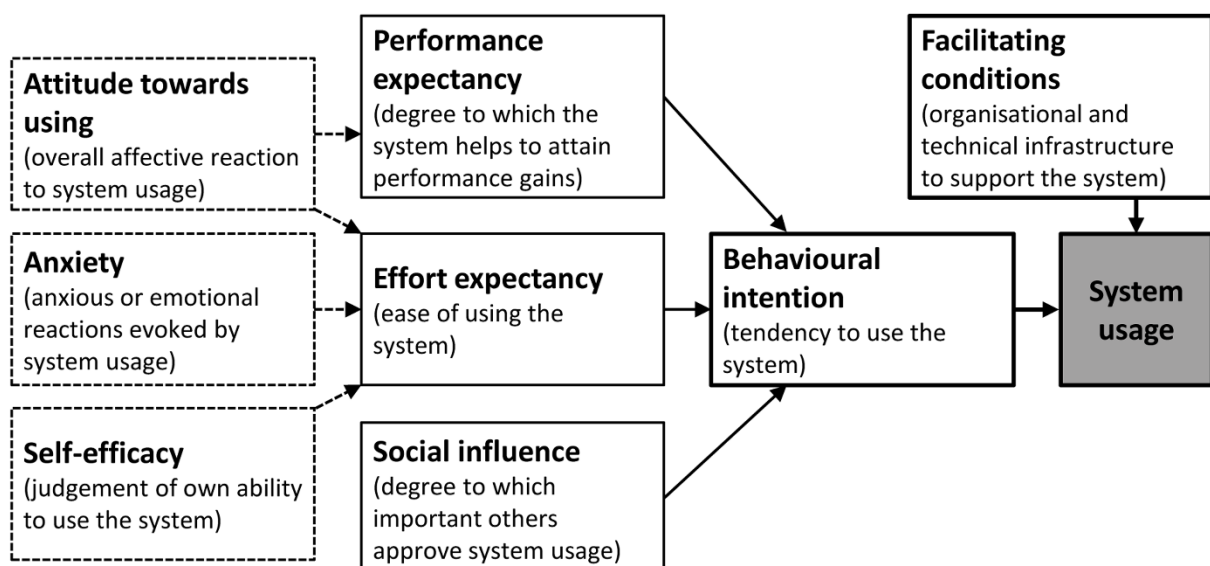 Attitude towards
using
(overall affective reaction
to system usage)
Anxiety
(anxious or emotional
reactions evoked by
system usage)
Self-efficacy
(judgement of own ability
to use the system)
Performance
expectancy
(degree to which the
system helps to attain
performance gains)
Effort expectancy
(ease of using the
system)
Social influence
(degree to which
important others
approve system usage)
Behavioural
intention
(tendency to use the
system)
Facilitating
conditions
(organisational and
technical infrastructure
to support the system)
System
usage